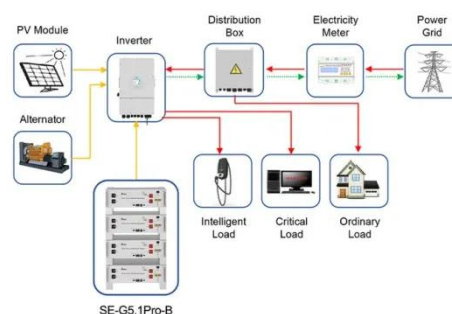 PV Module
Inverter
Distribution
Box
Electricity
Meter
Power
Grid
Alternator
Intelligent
Load
Critical
Load
Ordinary
Load
SE-G5.1Pro-B